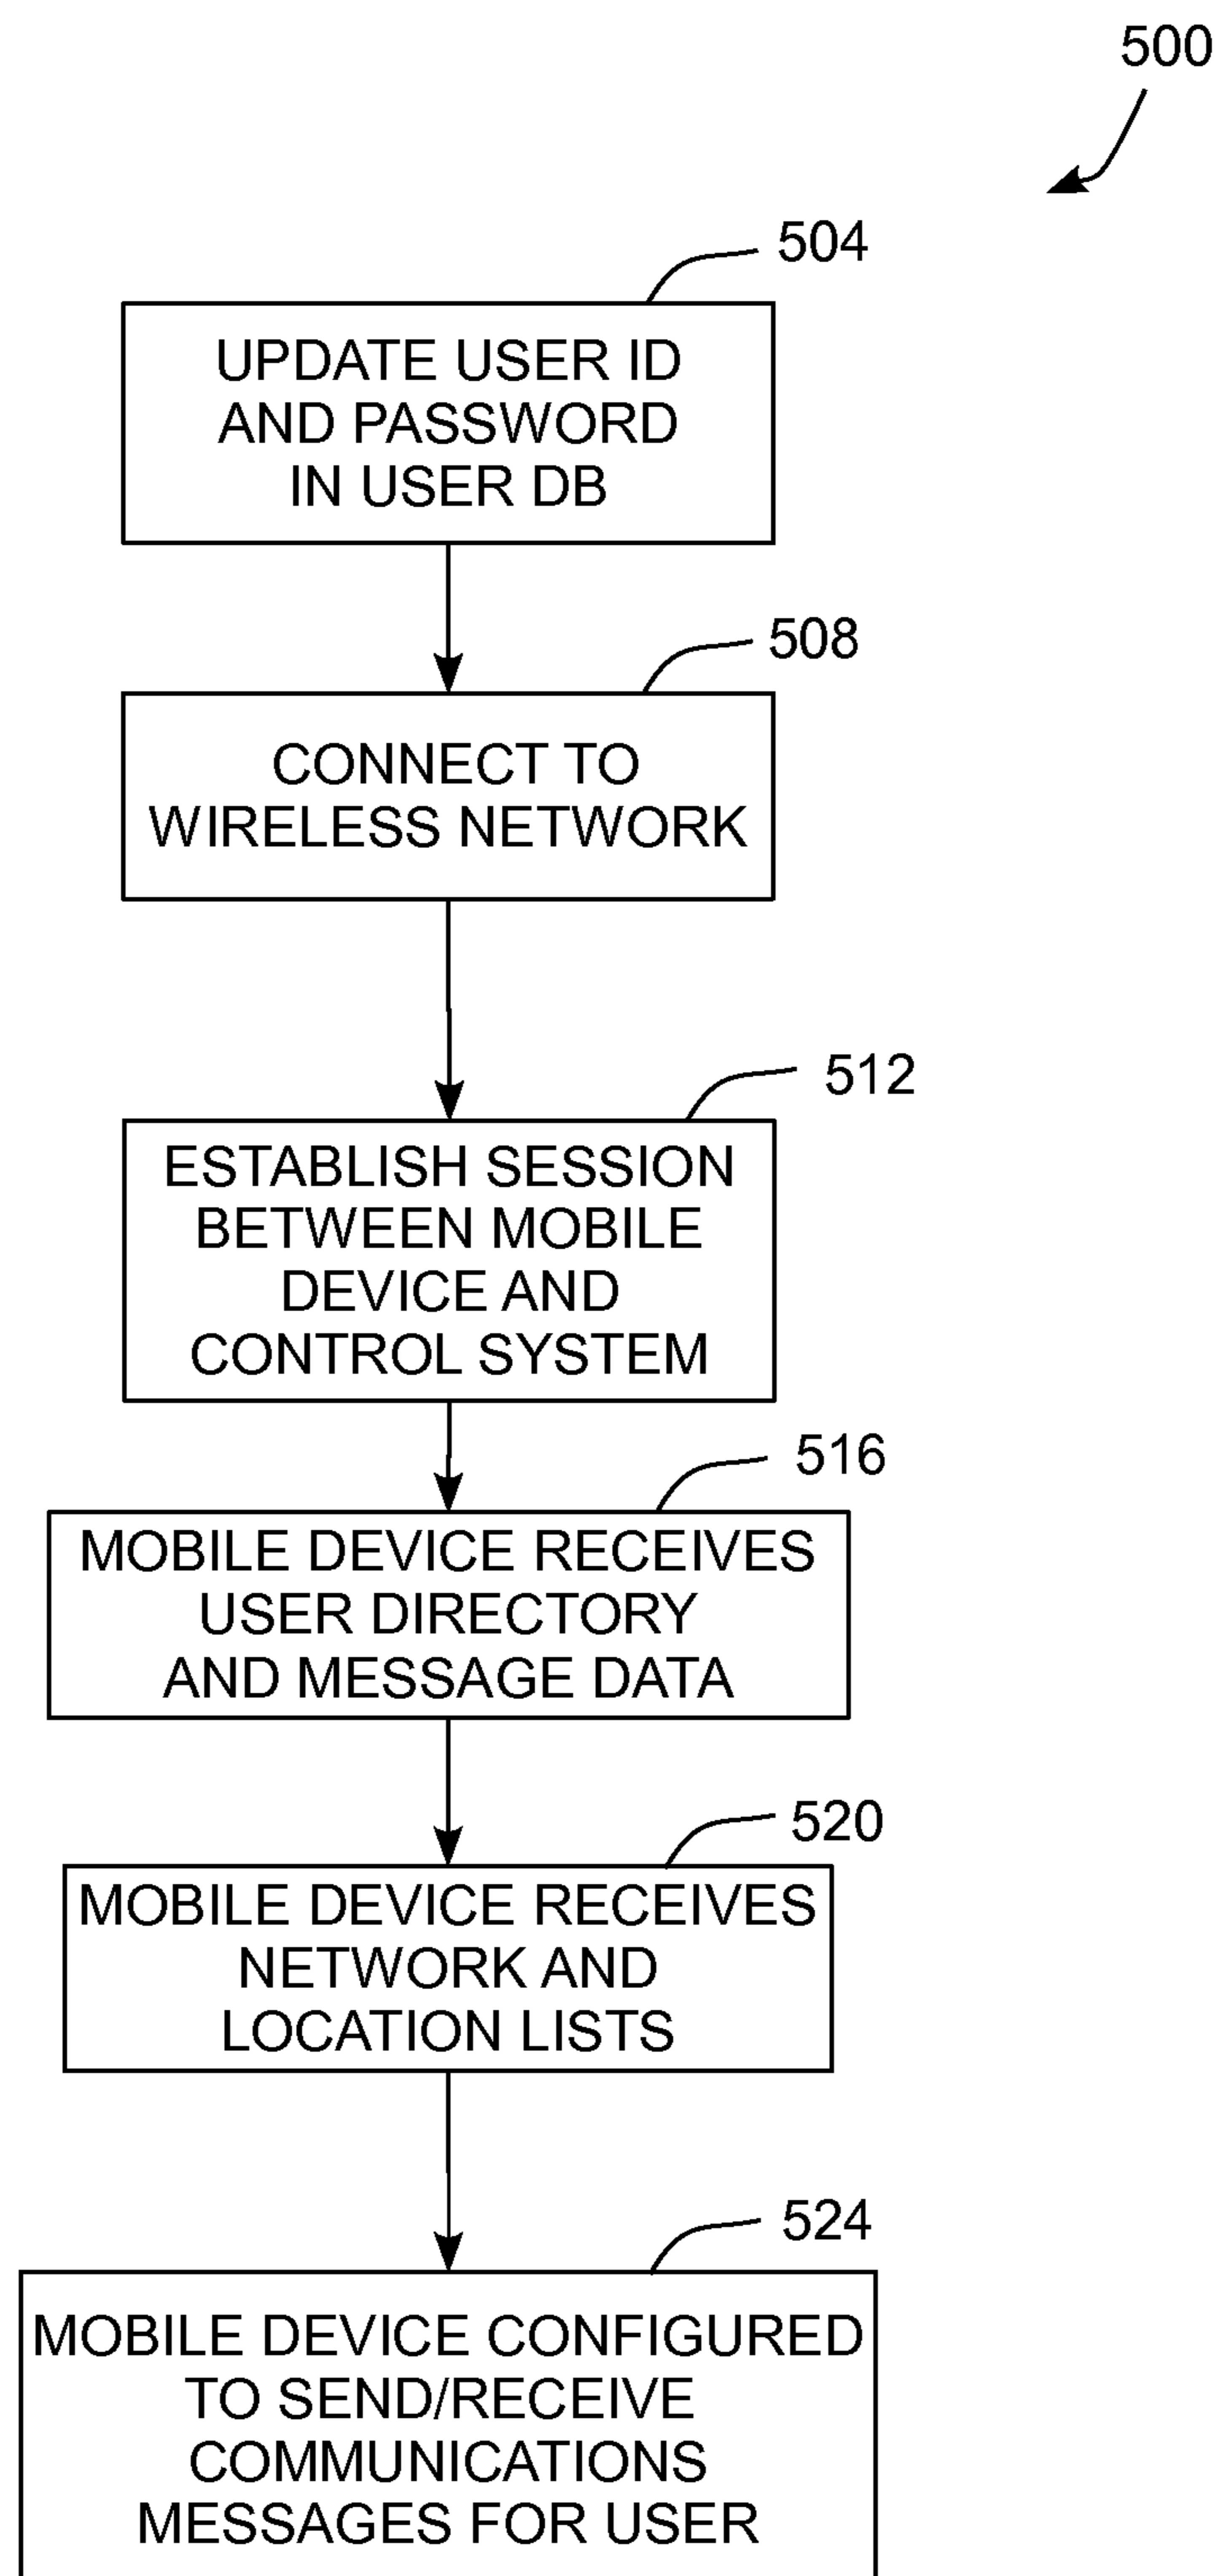 500
504
UPDATE USER ID
AND PASSWORD
IN USER DB
508
CONNECT TO
WIRELESS NETWORK
512
ESTABLISH SESSION
BETWEEN MOBILE
DEVICE AND
CONTROL SYSTEM
516
MOBILE DEVICE RECEIVES
USER DIRECTORY
AND MESSAGE DATA
520
MOBILE DEVICE RECEIVES
NETWORK AND
LOCATION LISTS
524
MOBILE DEVICE CONFIGURED
TO SEND/RECEIVE
COMMUNICATIONS
MESSAGES FOR USER